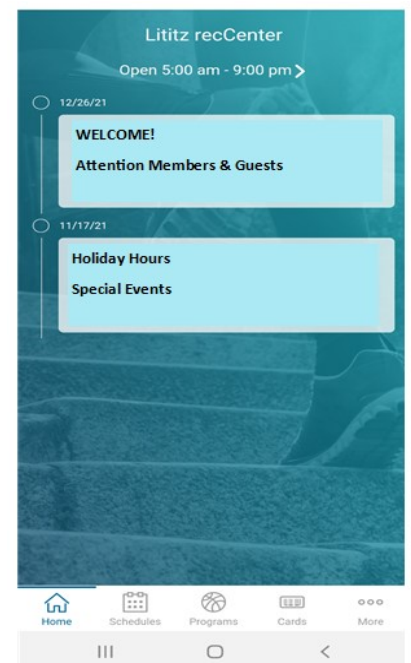 Lititz recCenter
Open 5:00 am - 9:00 pm
12/26/21
WELCOME!
Attention Members & Guests
11/17/21
Holiday Hours
Special Events
Home Schedules Programs Cards More